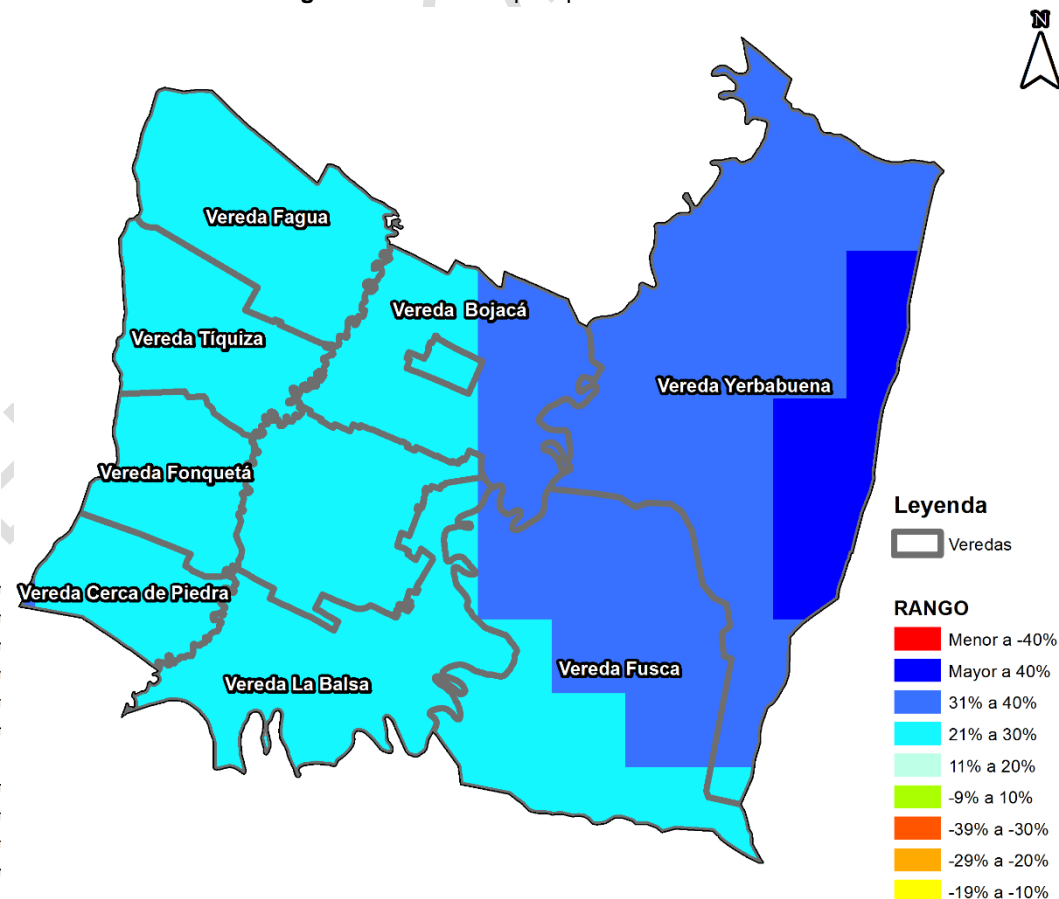 N
Vereda Fagua
Vereda Bojacá
Vereda Tíquiza
Vereda Yerbabuena
Vereda Fonquetá
Vereda Cerca de Piedra
Vereda Fusca
Vereda La Balsa
Leyenda
Veredas
RANGO
Menor a -40%
Mayor a 40%
31% a 40%
21% a 30%
11% a 20%
-9% a 10%
-39% a -30%
-29% a -20%
-19% a -10%